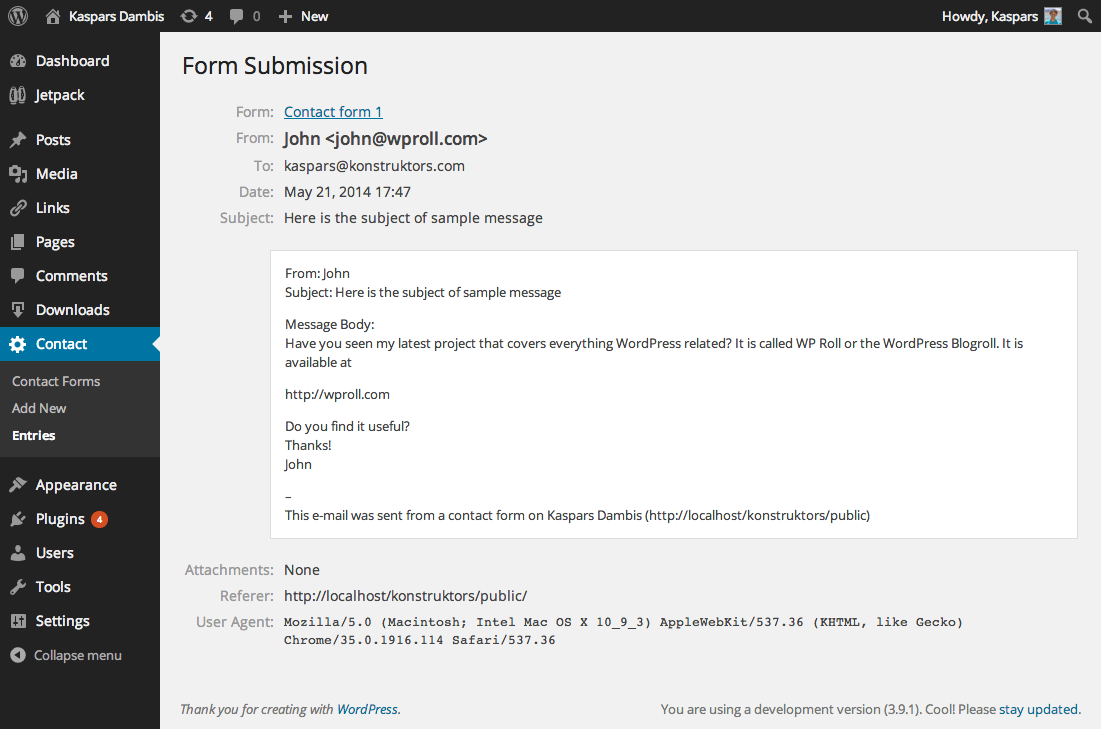 Kaspars Dambis 4 0 New Howdy, Kaspars
Dashboard
Jetpack
Posts
Media
Links
Pages
Comments
Downloads
Contact
Contact Forms
Add New
Entries
Appearance
Plugins 4
Users
Tools
Settings
Collapse menu
Form Submission
Form: Contact form 1
From: John <john@wproll.com>
To: kaspars@konstruktors.com
Date: May 21, 2014 17:47
Subject: Here is the subject of sample message
From: John
Subject: Here is the subject of sample message
Message Body:
Have you seen my latest project that covers everything WordPress related? It is called WP Roll or the WordPress Blogroll. It is
available at
http://wproll.com
Do you find it useful?
Thanks!
John
–
This e-mail was sent from a contact form on Kaspars Dambis (http://localhost/konstruktors/public)
Attachments: None
Referer: http://localhost/konstruktors/public/
User Agent: Mozilla/5.0 (Macintosh; Intel Mac OS X 10_9_3) AppleWebKit/537.36 (KHTML, like Gecko)
Chrome/35.0.1916.114 Safari/537.36
Thank you for creating with WordPress. You are using a development version (3.9.1). Cool! Please stay updated.